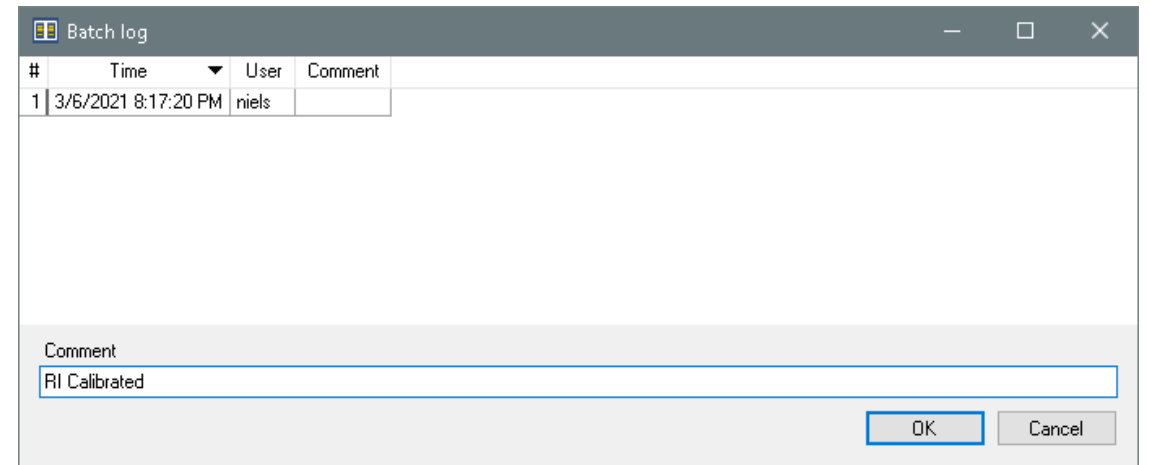 Batch log
# Time User Comment
1 3/6/2021 8:17:20 PM niels
Comment
RI Calibrated
OK Cancel